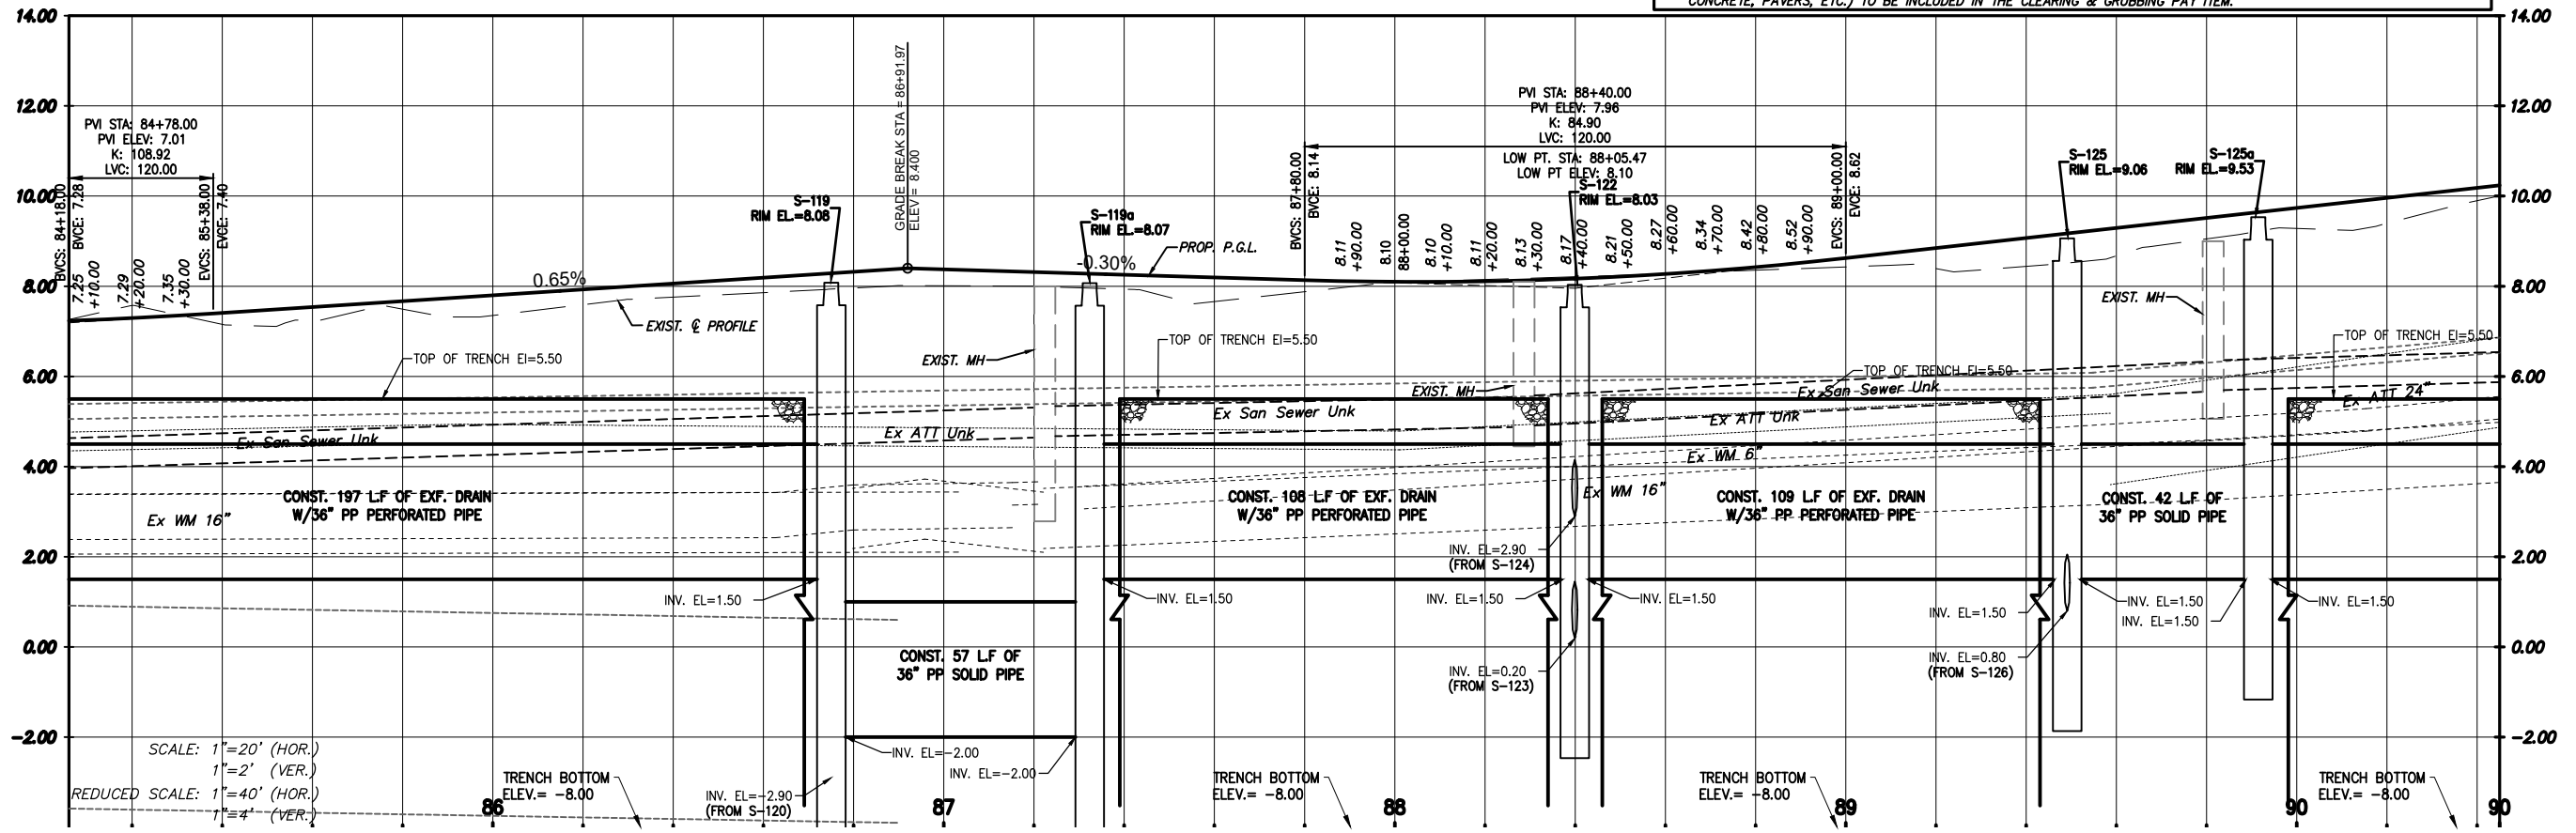 CONCRETE, PAVERS, ETC.) TO BE INCLUDED IN THE CLEARING & GRUBBING PAY ITEM.
14.00
14.00
12.00
12.00
10.00
10.00
8.00
8.00
6.00
6.00
4.00
4.00
2.00
2.00
0.00
0.00
-2.00
-2.00
PVI STA: 84+78.00
PVI ELEV: 7.01
K: 108.92
LVC: 120.00
BVCS: 84+18.00
BVCE: 7.28
EVCS: 85+38.00
EVCE: 7.40
7.25
+10.00
7.29
+20.00
7.35
+30.00
0.65%
EXIST. ℄ PROFILE
S-119
RIM EL.=8.08
GRADE BREAK STA = 86+91.97
ELEV = 8.400
S-119a
RIM EL.=8.07
-0.30%
PROP. P.G.L.
PVI STA: 88+40.00
PVI ELEV: 7.96
K: 84.90
LVC: 120.00
LOW PT. STA: 88+05.47
LOW PT ELEV: 8.10
BVCS: 87+80.00
BVCE: 8.14
8.11
+90.00
8.10
88+00.00
8.10
+10.00
8.11
+20.00
8.13
+30.00
8.17
+40.00
8.21
+50.00
8.27
+60.00
8.34
+70.00
8.42
+80.00
8.52
+90.00
EVCS: 89+00.00
EVCE: 8.62
S-122
RIM EL.=8.03
S-125
RIM EL.=9.06
S-125a
RIM EL.=9.53
EXIST. MH
EXIST. MH
EXIST. MH
TOP OF TRENCH El=5.50
TOP OF TRENCH El=5.50
TOP OF TRENCH El=5.50
TOP OF TRENCH El=5.50
Ex San Sewer Unk
Ex ATT Unk
Ex San Sewer Unk
Ex San Sewer Unk
Ex ATT Unk
Ex ATT 24"
Ex WM 6"
Ex WM 16"
Ex WM 16"
CONST. 197 L.F OF EXF. DRAIN
W/36" PP PERFORATED PIPE
CONST. 108 L.F OF EXF. DRAIN
W/36" PP PERFORATED PIPE
CONST. 109 L.F OF EXF. DRAIN
W/36" PP PERFORATED PIPE
CONST. 42 L.F OF
36" PP SOLID PIPE
INV. EL=2.90
(FROM S-124)
INV. EL=1.50
INV. EL=1.50
INV. EL=1.50
INV. EL=1.50
INV. EL=1.50
INV. EL=1.50
INV. EL=1.50
INV. EL=1.50
CONST. 57 L.F OF
36" PP SOLID PIPE
INV. EL=0.20
(FROM S-123)
INV. EL=0.80
(FROM S-126)
INV. EL=-2.00
INV. EL=-2.00
INV. EL=-2.90
(FROM S-120)
SCALE: 1"=20' (HOR.)
1"=2' (VER.)
REDUCED SCALE: 1"=40' (HOR.)
1"=4' (VER.)
TRENCH BOTTOM
ELEV.= -8.00
TRENCH BOTTOM
ELEV.= -8.00
TRENCH BOTTOM
ELEV.= -8.00
TRENCH BOTTOM
ELEV.= -8.00
86
87
88
89
90
90